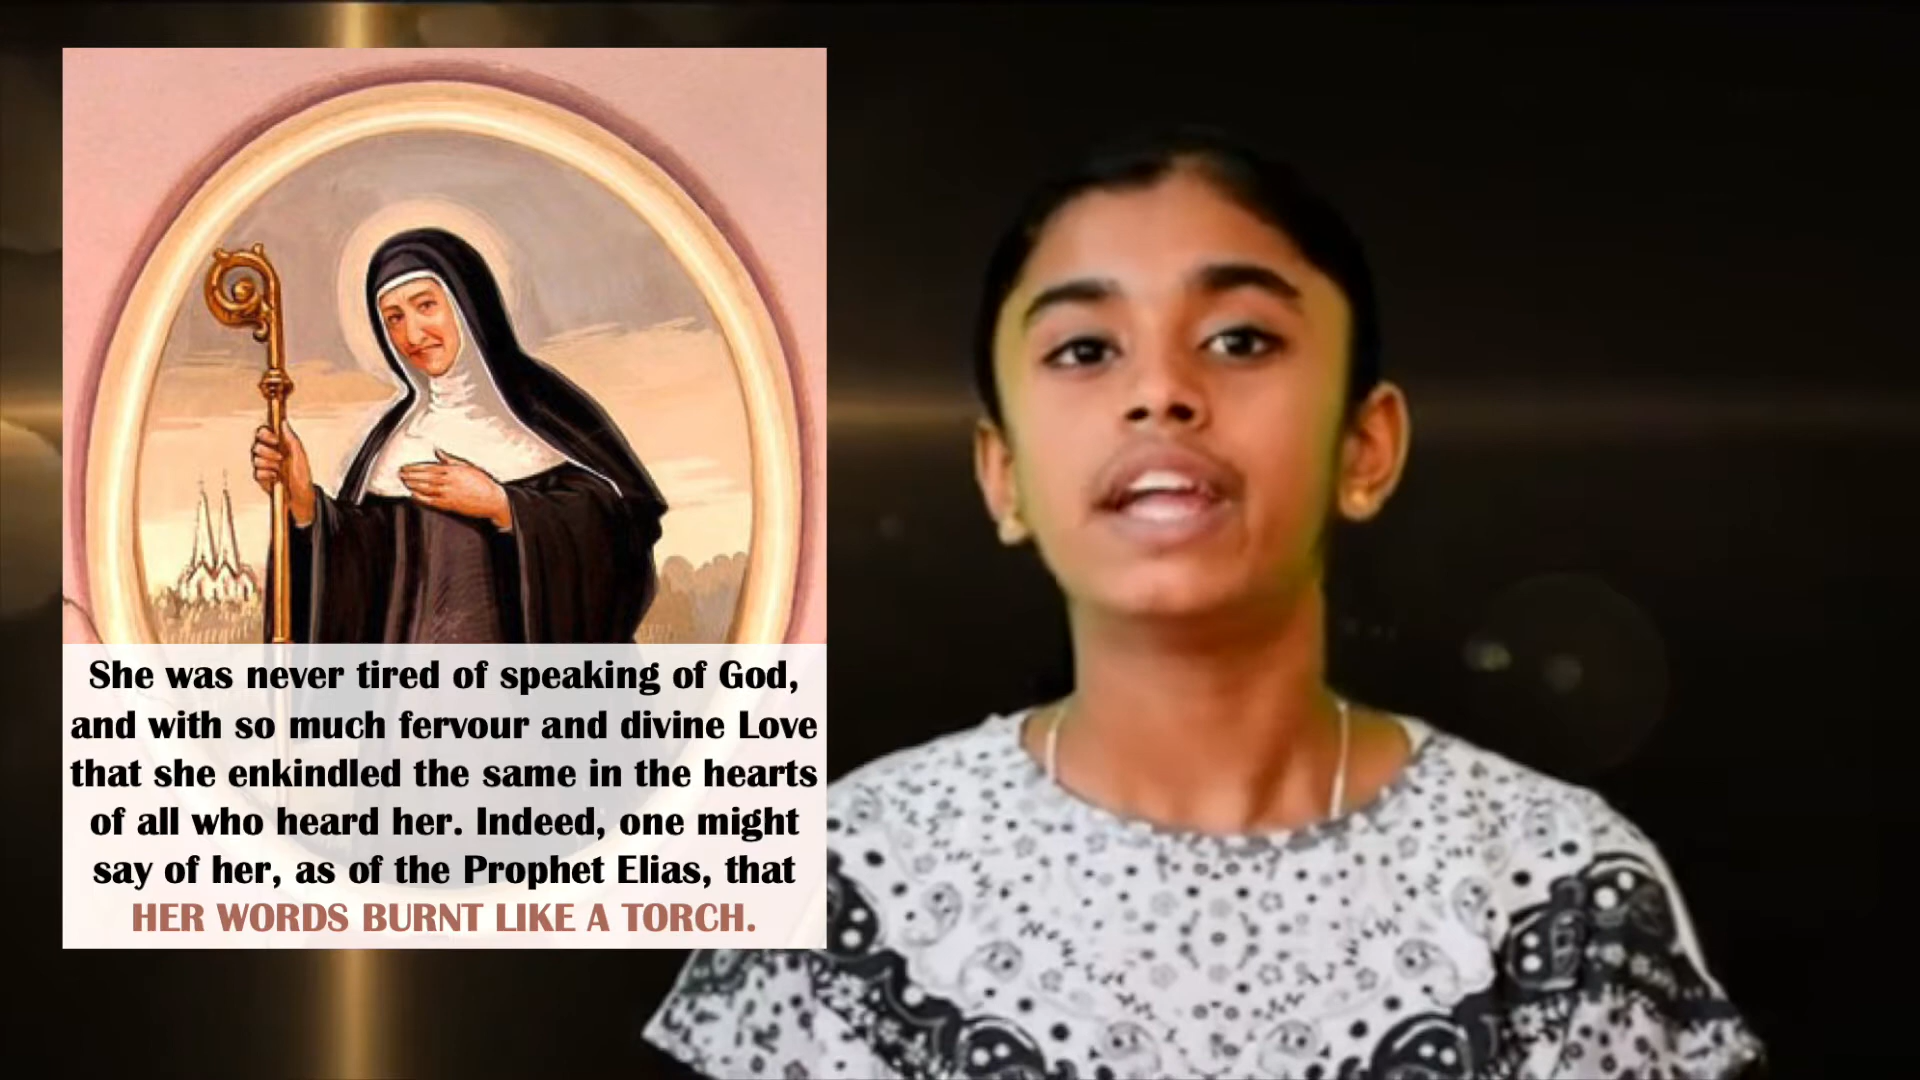 She was never tired of speaking of God,
and with so much fervour and divine Love
that she enkindled the same in the hearts
of all who heard her. Indeed, one might
say of her, as of the Prophet Elias, that
HER WORDS BURNT LIKE A TORCH.